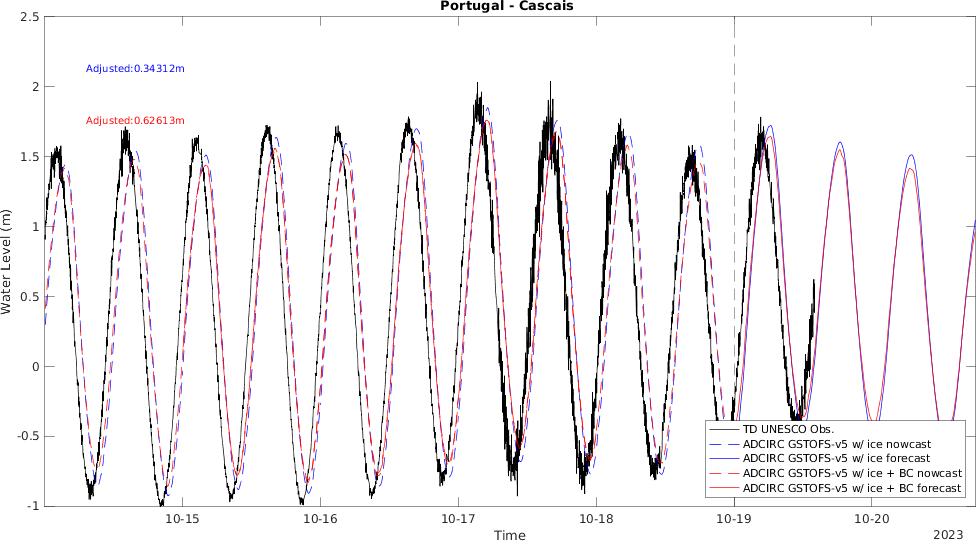 Portugal - Cascais
2.5
2
1.5
1
0.5
0
-0.5
-1
Water Level (m)
Adjusted:0.34312m
Adjusted:0.62613m
TD UNESCO Obs.
ADCIRC GSTOFS-v5 w/ ice nowcast
ADCIRC GSTOFS-v5 w/ ice forecast
ADCIRC GSTOFS-v5 w/ ice + BC nowcast
ADCIRC GSTOFS-v5 w/ ice + BC forecast
10-15
10-16
10-17
10-18
10-19
10-20
Time
2023